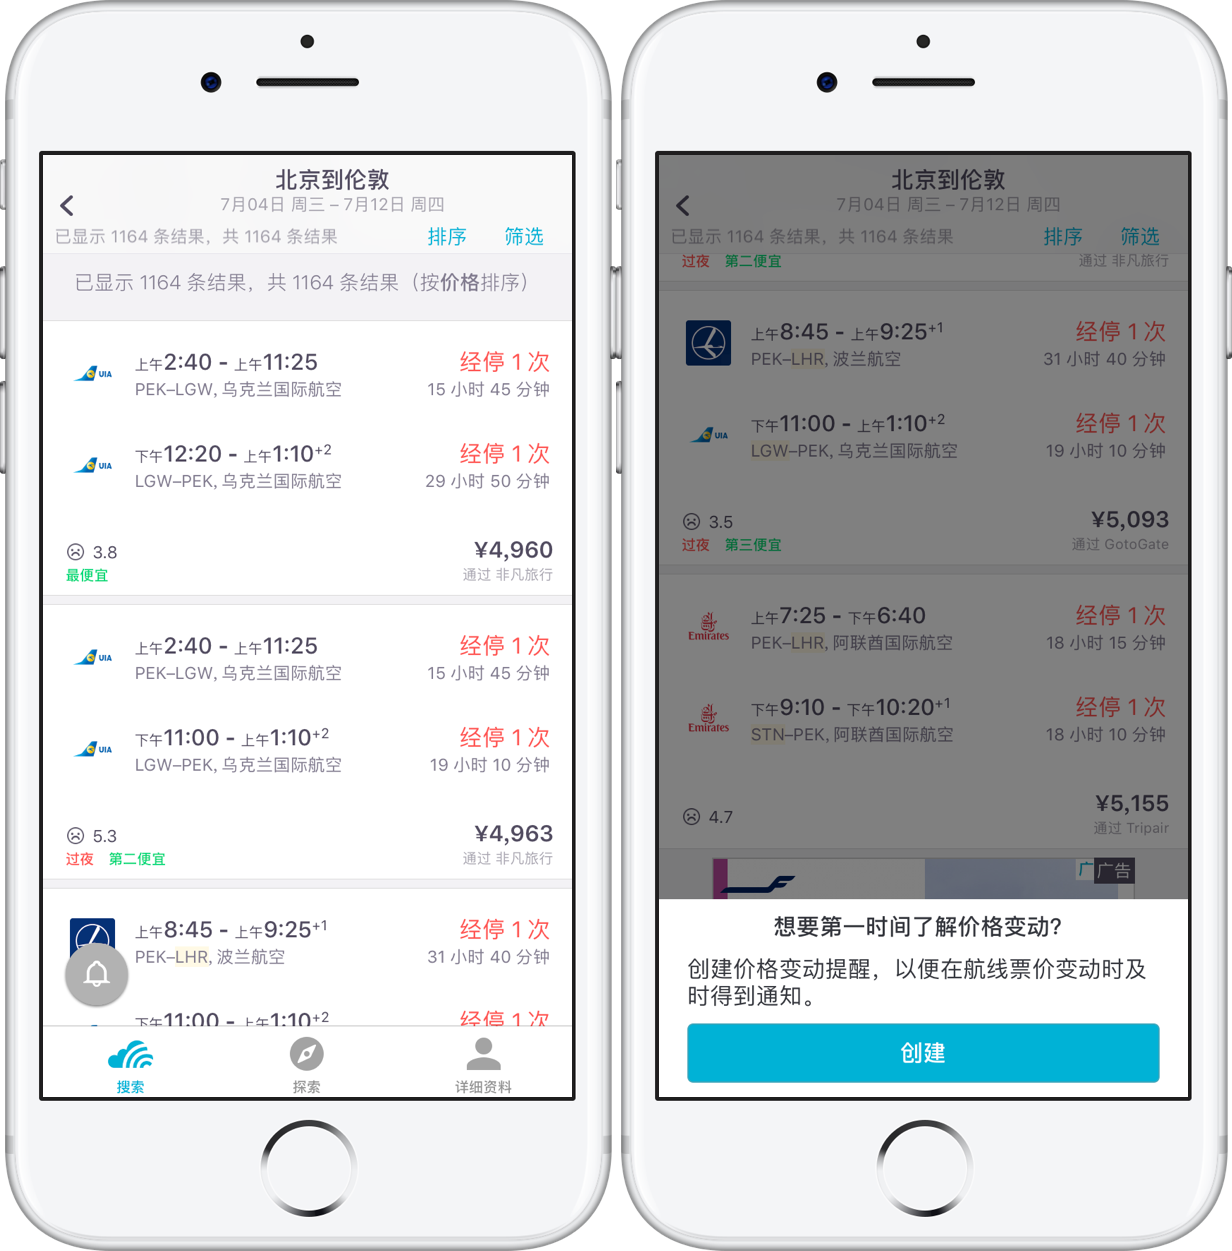 北京到伦敦
7月04日 周三 – 7月12日 周四
已显示 1164 条结果，共 1164 条结果 排序 筛选
已显示 1164 条结果，共 1164 条结果（按价格排序）
UIA 上午2:40 - 上午11:25 经停 1 次
PEK–LGW, 乌克兰国际航空 15 小时 45 分钟
UIA 下午12:20 - 上午1:10+2 经停 1 次
LGW–PEK, 乌克兰国际航空 29 小时 50 分钟
3.8 ¥4,960
最便宜 通过 非凡旅行
UIA 上午2:40 - 上午11:25 经停 1 次
PEK–LGW, 乌克兰国际航空 15 小时 45 分钟
UIA 下午11:00 - 上午1:10+2 经停 1 次
LGW–PEK, 乌克兰国际航空 19 小时 10 分钟
5.3 ¥4,963
过夜 第二便宜 通过 非凡旅行
上午8:45 - 上午9:25+1 经停 1 次
PEK–LHR, 波兰航空 31 小时 40 分钟
下午11:00 - 上午1:10+2 经停 1 次
搜索 探索 详细资料
北京到伦敦
7月04日 周三 – 7月12日 周四
已显示 1164 条结果，共 1164 条结果 排序 筛选
过夜 第二便宜 通过 非凡旅行
上午8:45 - 上午9:25+1 经停 1 次
PEK–LHR, 波兰航空 31 小时 40 分钟
UIA 下午11:00 - 上午1:10+2 经停 1 次
LGW–PEK, 乌克兰国际航空 19 小时 10 分钟
3.5 ¥5,093
过夜 第三便宜 通过 GotoGate
上午7:25 - 下午6:40 经停 1 次
Emirates PEK–LHR, 阿联酋国际航空 18 小时 15 分钟
下午9:10 - 下午10:20+1 经停 1 次
Emirates STN–PEK, 阿联酋国际航空 18 小时 10 分钟
4.7 ¥5,155
通过 Tripair
广 广告
想要第一时间了解价格变动?
创建价格变动提醒，以便在航线票价变动时及
时得到通知。
创建